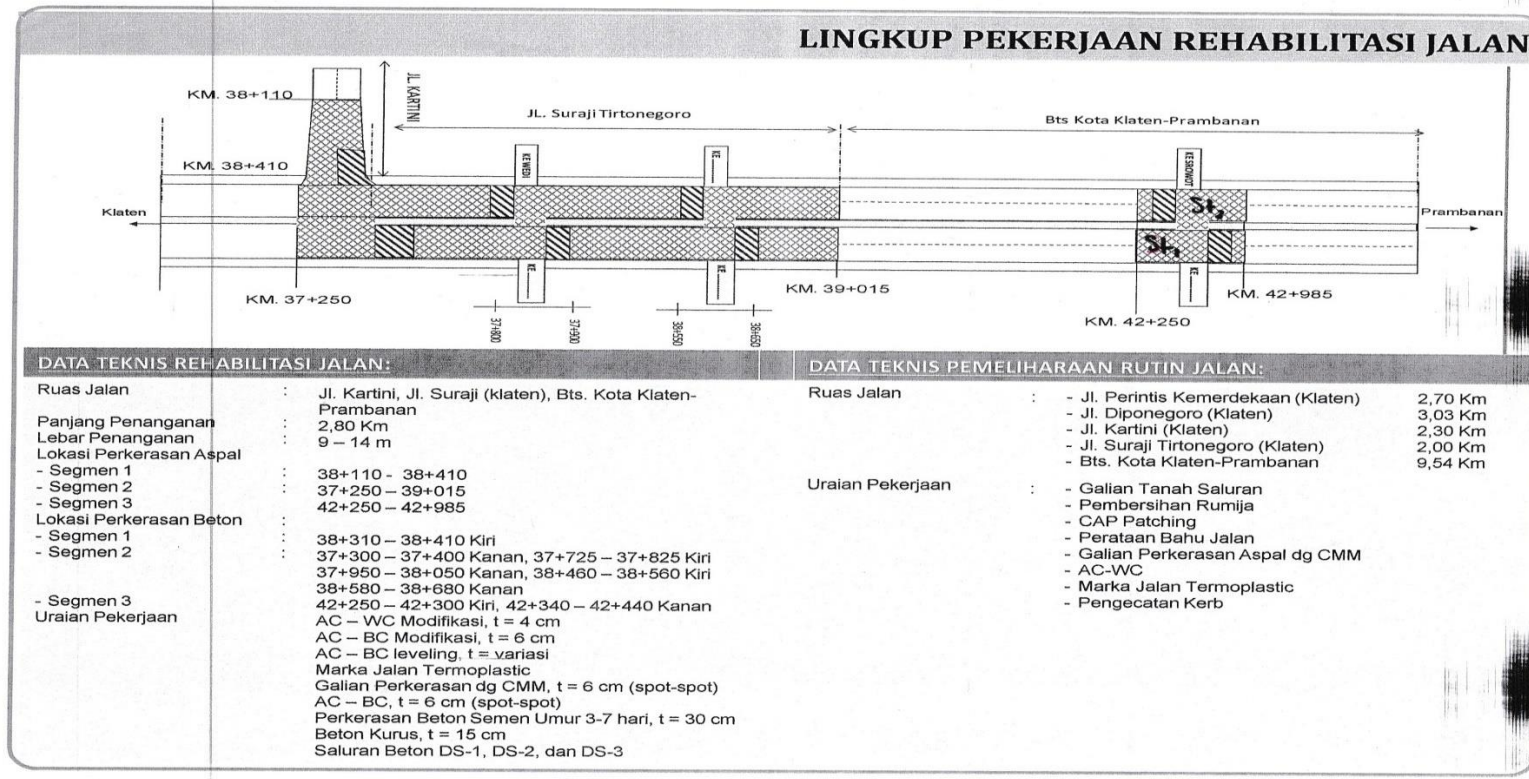 LINGKUP PEKERJAAN REHABILITASI JALAN
KM. 38+110
JL. KARTINI
JL. Suraji Tirtonegoro
Bts Kota Klaten-Prambanan
KM. 38+410
KE WEDI
KE
KE SKOWOT
Klaten
St2
Prambanan
St1
KE
KE
KE
KM. 37+250
KM. 39+015
KM. 42+985
KM. 42+250
37+800
37+900
38+550
38+650
DATA TEKNIS REHABILITASI JALAN:
Ruas Jalan : Jl. Kartini, Jl. Suraji (klaten), Bts. Kota Klaten-
Prambanan
Panjang Penanganan : 2,80 Km
Lebar Penanganan : 9 – 14 m
Lokasi Perkerasan Aspal
- Segmen 1 : 38+110 - 38+410
- Segmen 2 : 37+250 – 39+015
- Segmen 3 : 42+250 – 42+985
Lokasi Perkerasan Beton :
- Segmen 1 : 38+310 – 38+410 Kiri
- Segmen 2 : 37+300 – 37+400 Kanan, 37+725 – 37+825 Kiri
37+950 – 38+050 Kanan, 38+460 – 38+560 Kiri
38+580 – 38+680 Kanan
- Segmen 3 42+250 – 42+300 Kiri, 42+340 – 42+440 Kanan
Uraian Pekerjaan AC – WC Modifikasi, t = 4 cm
AC – BC Modifikasi, t = 6 cm
AC – BC leveling, t = variasi
Marka Jalan Termoplastic
Galian Perkerasan dg CMM, t = 6 cm (spot-spot)
AC – BC, t = 6 cm (spot-spot)
Perkerasan Beton Semen Umur 3-7 hari, t = 30 cm
Beton Kurus, t = 15 cm
Saluran Beton DS-1, DS-2, dan DS-3
DATA TEKNIS PEMELIHARAAN RUTIN JALAN:
Ruas Jalan : - Jl. Perintis Kemerdekaan (Klaten) 2,70 Km
- Jl. Diponegoro (Klaten) 3,03 Km
- Jl. Kartini (Klaten) 2,30 Km
- Jl. Suraji Tirtonegoro (Klaten) 2,00 Km
- Bts. Kota Klaten-Prambanan 9,54 Km
Uraian Pekerjaan : - Galian Tanah Saluran
- Pembersihan Rumija
- CAP Patching
- Perataan Bahu Jalan
- Galian Perkerasan Aspal dg CMM
- AC-WC
- Marka Jalan Termoplastic
- Pengecatan Kerb